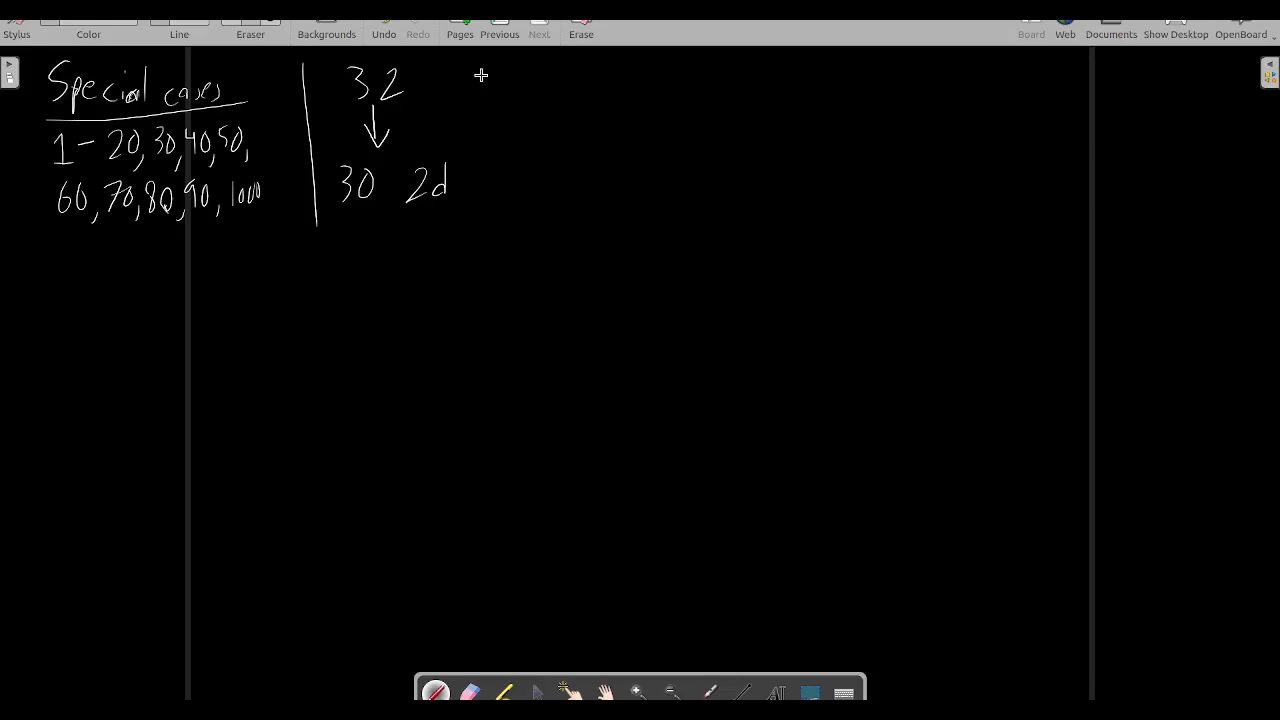 Stylus Color Line Eraser Backgrounds Undo Redo Pages Previous Next Erase Board Web Documents Show Desktop OpenBoard
Special cases
1 - 20, 30, 40, 50,
60, 70, 80, 90, 1000
32
30 2d